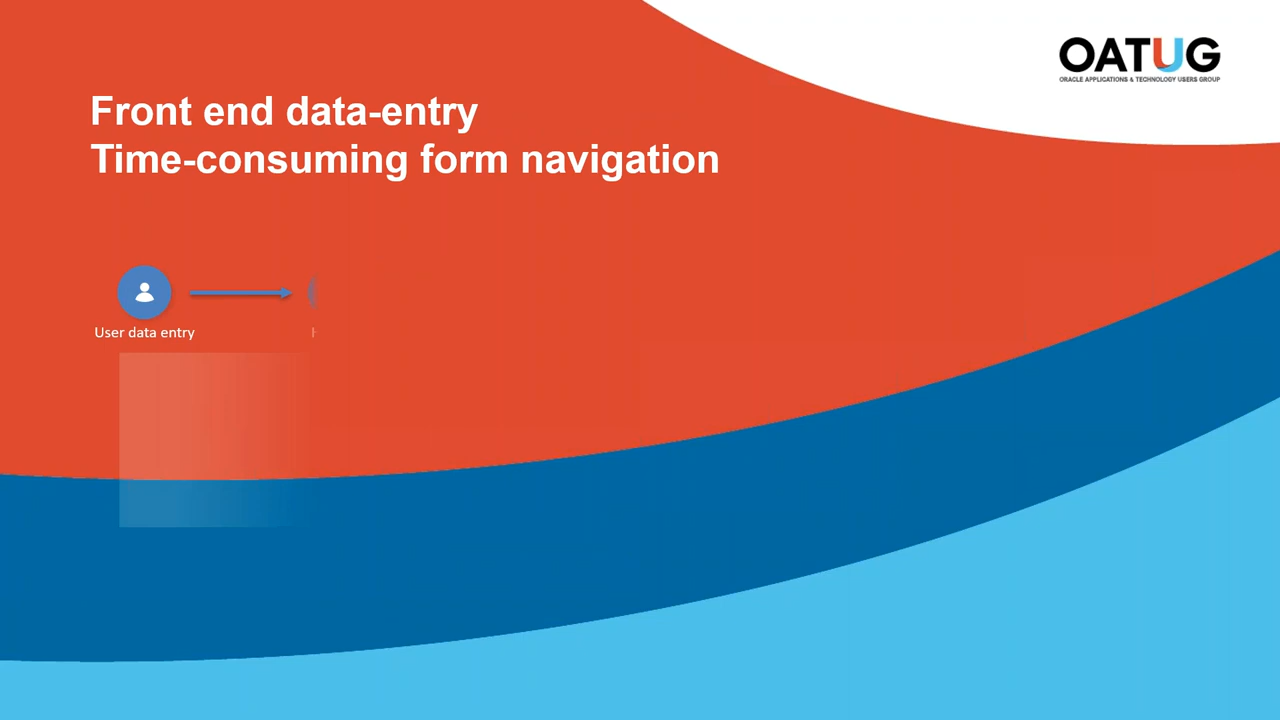 OATUG
ORACLE APPLICATIONS & TECHNOLOGY USERS GROUP
Front end data-entry
Time-consuming form navigation
User data entry